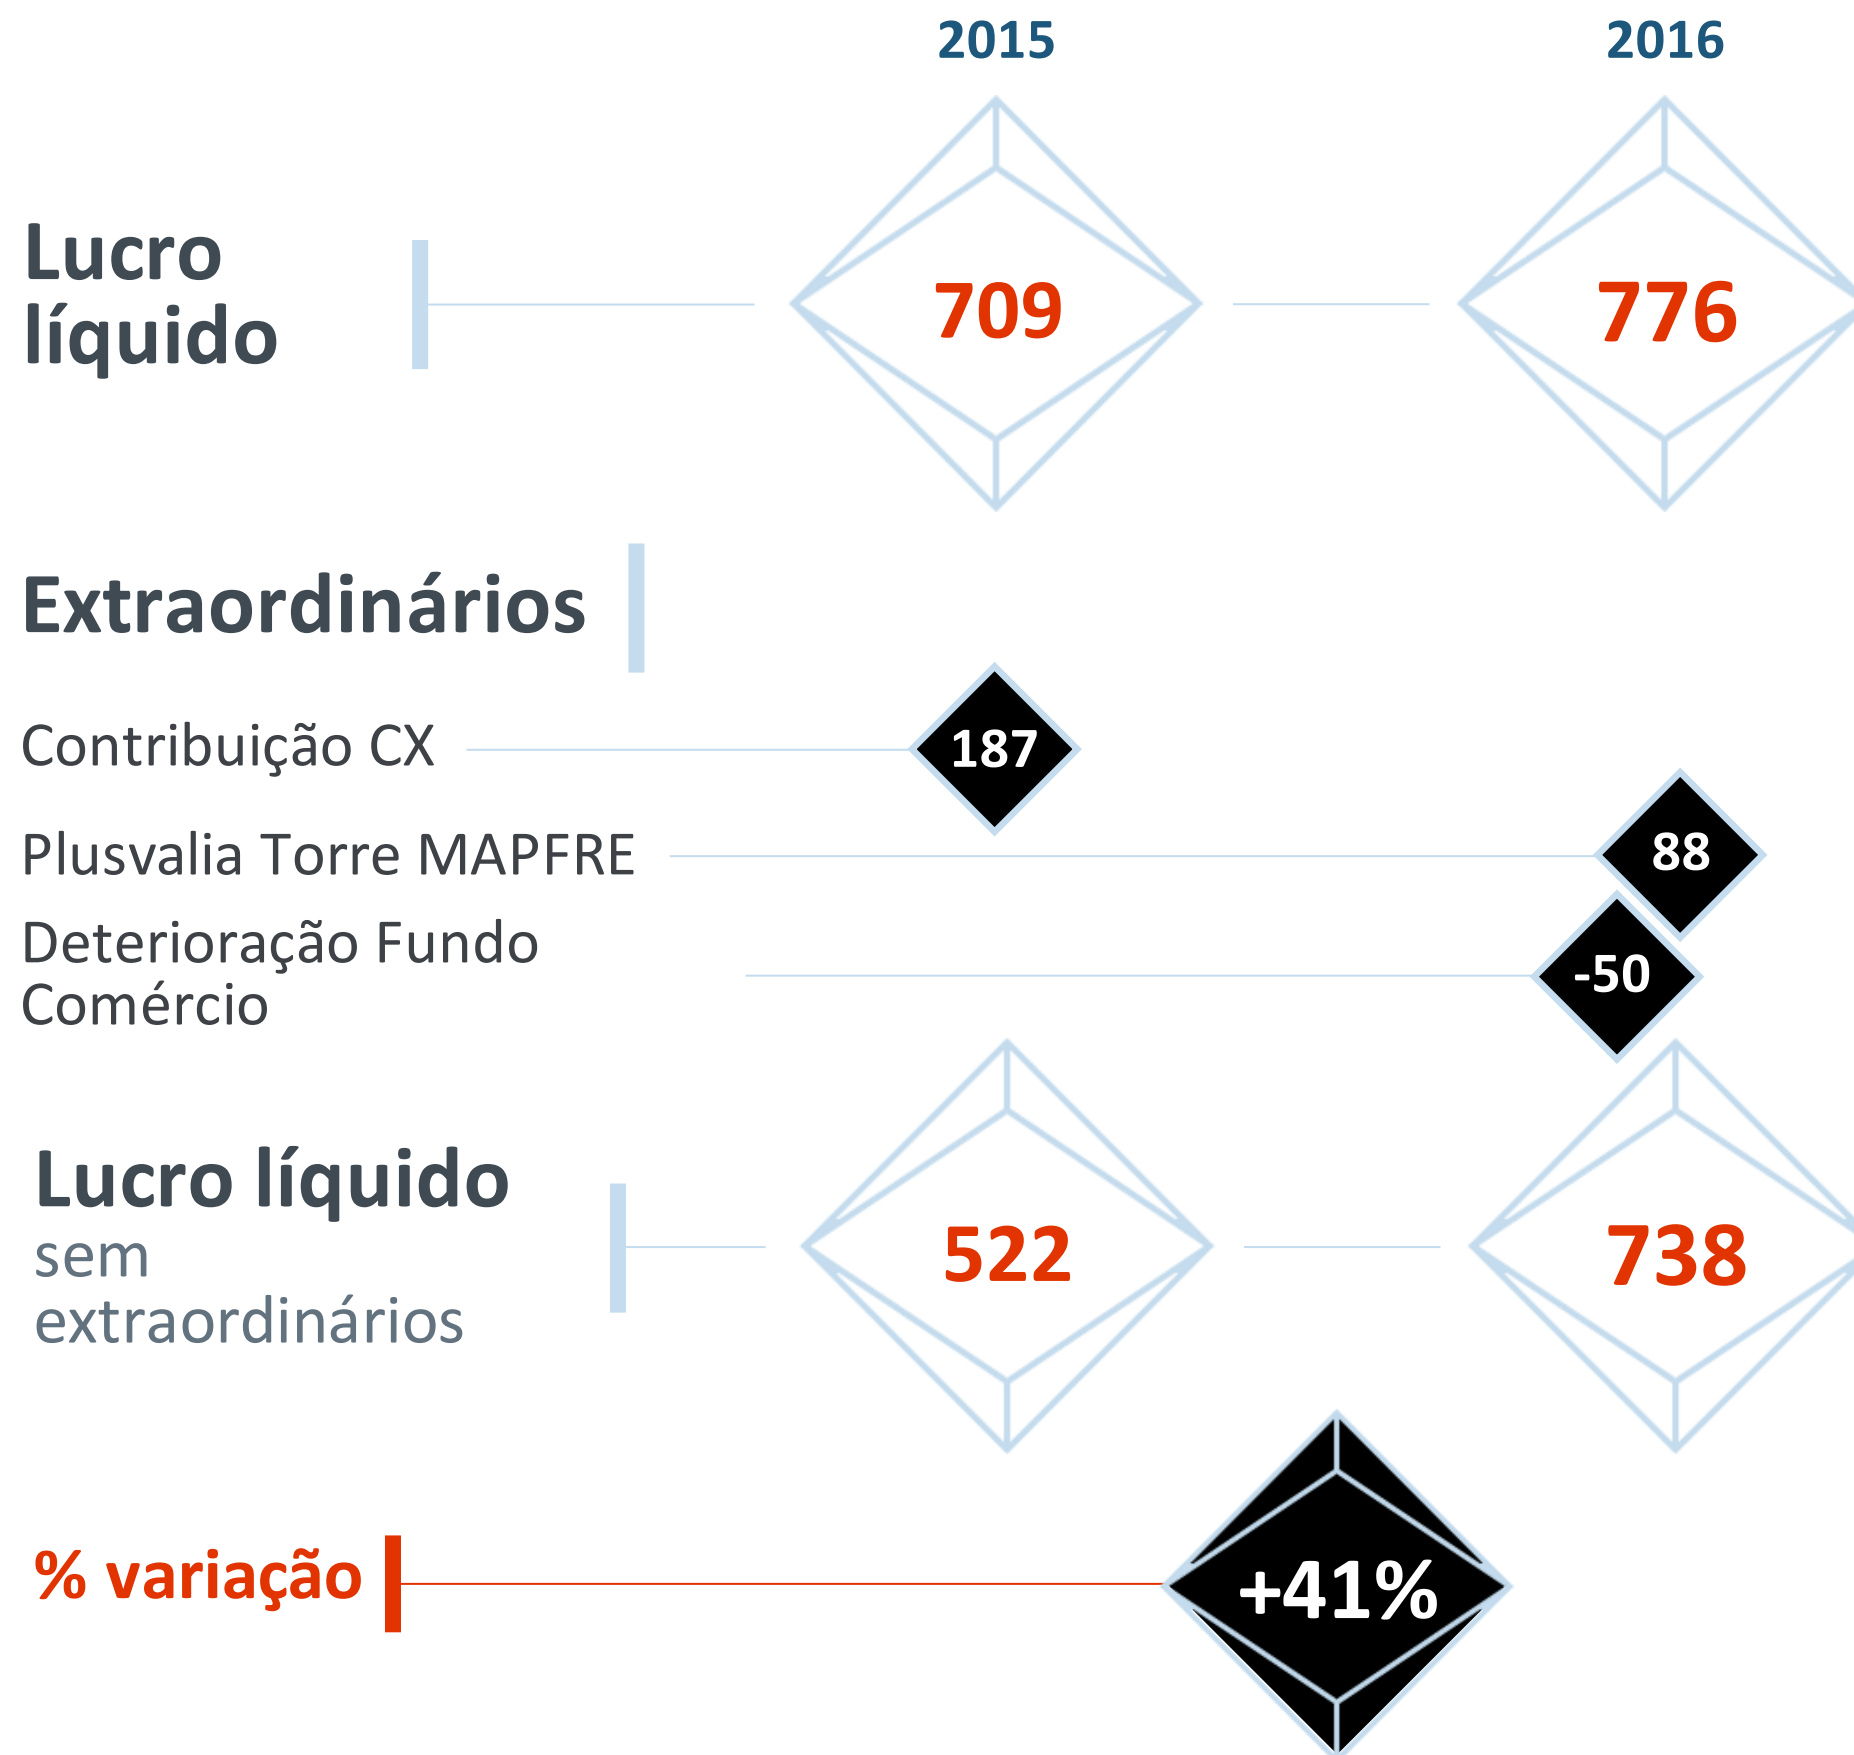 2015 2016
Lucro
líquido
709 776
Extraordinários
Contribuição CX 187
Plusvalia Torre MAPFRE 88
Deterioração Fundo
Comércio
-50
Lucro líquido
sem
extraordinários
522 738
% variação +41%